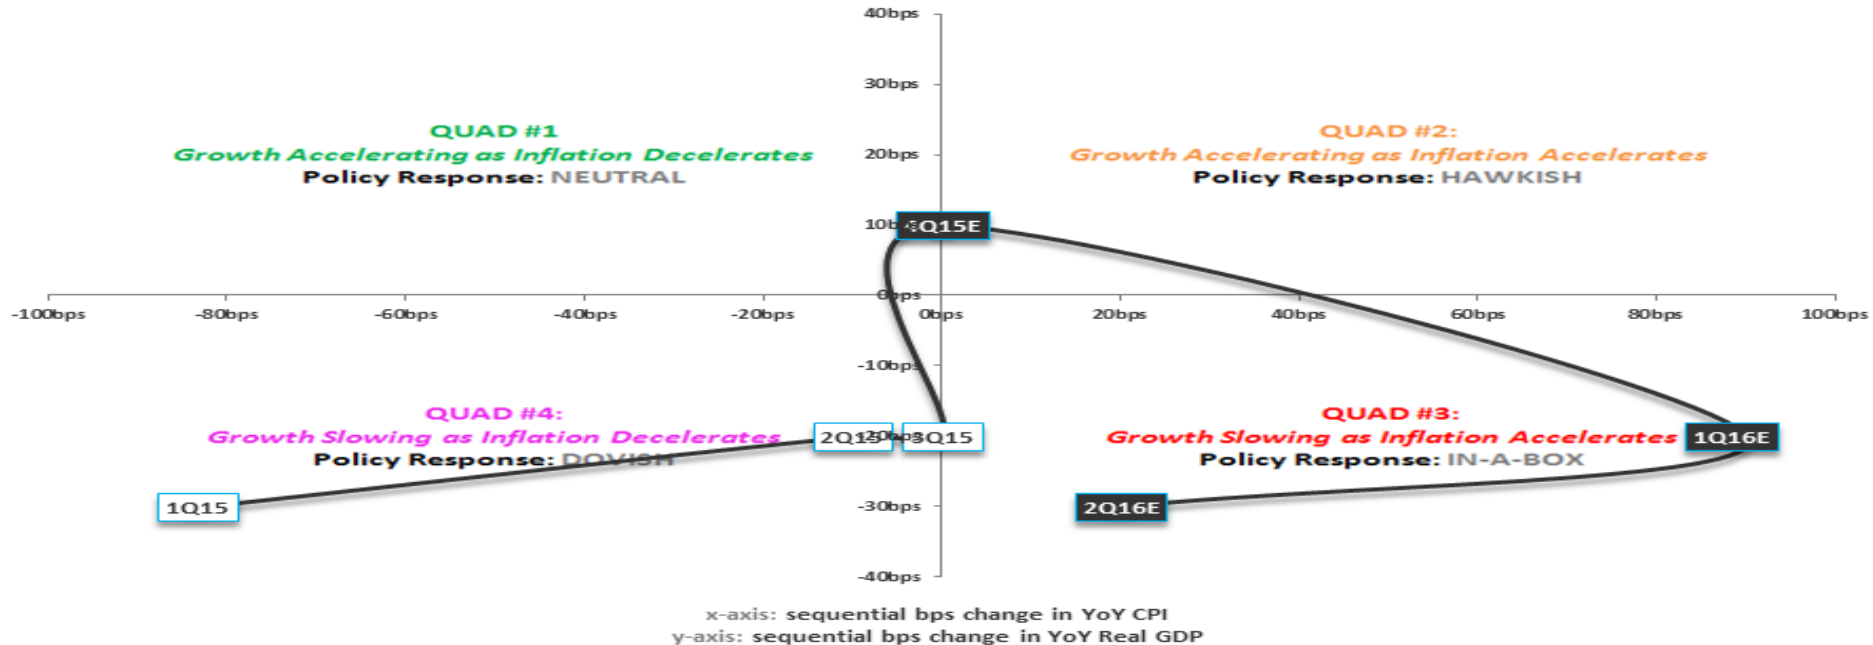 40bps
30bps
QUAD #1
Growth Accelerating as Inflation Decelerates
Policy Response: NEUTRAL
20bps
QUAD #2:
Growth Accelerating as Inflation Accelerates
Policy Response: HAWKISH
10bps
4Q15E
0bps
-100bps
-80bps
-60bps
-40bps
-20bps
0bps
20bps
40bps
60bps
80bps
100bps
-10bps
QUAD #4:
Growth Slowing as Inflation Decelerates
Policy Response: DOVISH
2Q15
-20bps
3Q15
QUAD #3:
Growth Slowing as Inflation Accelerates
Policy Response: IN-A-BOX
1Q16E
1Q15
-30bps
2Q16E
-40bps
x-axis: sequential bps change in YoY CPI
y-axis: sequential bps change in YoY Real GDP